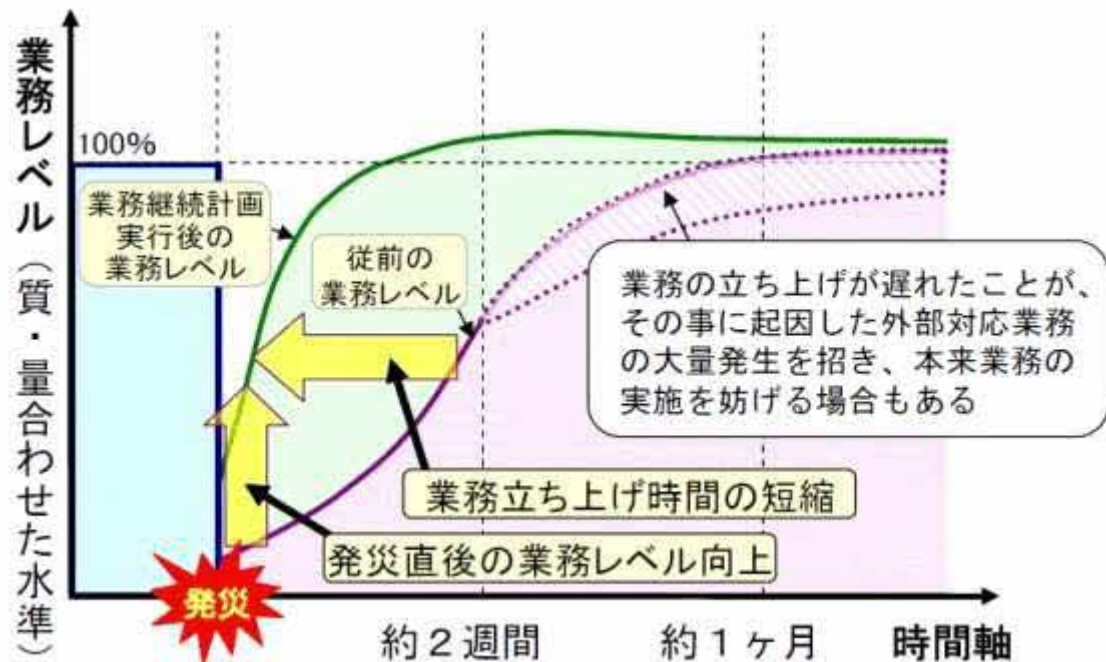 業務レベル（質・量合わせた水準）
100%
業務継続計画
実行後の
業務レベル
従前の
業務レベル
業務の立ち上げが遅れたことが、
その事に起因した外部対応業務
の大量発生を招き、本来業務の
実施を妨げる場合もある
業務立ち上げ時間の短縮
発災直後の業務レベル向上
発災
約２週間
約１ヶ月
時間軸